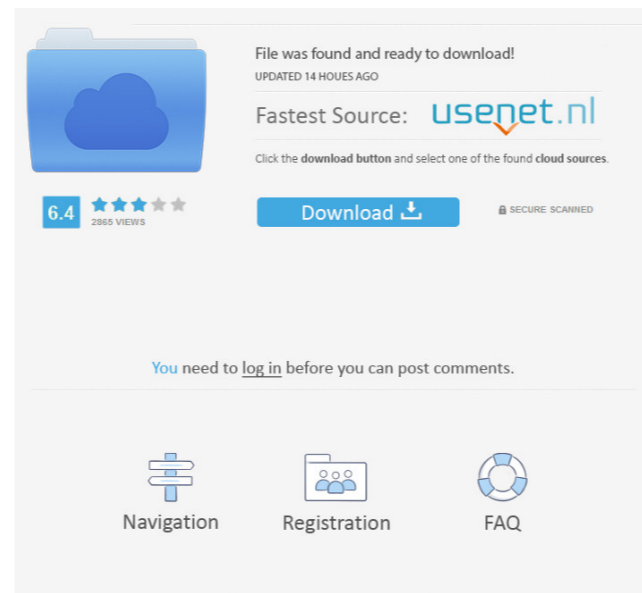 File was found and ready to download!
UPDATED 14 HOUES AGO
Fastest Source: usenet.nl
Click the download button and select one of the found cloud sources.
6.4
2865 VIEWS
Download
SECURE SCANNED
You need to log in before you can post comments.
Navigation
Registration
FAQ